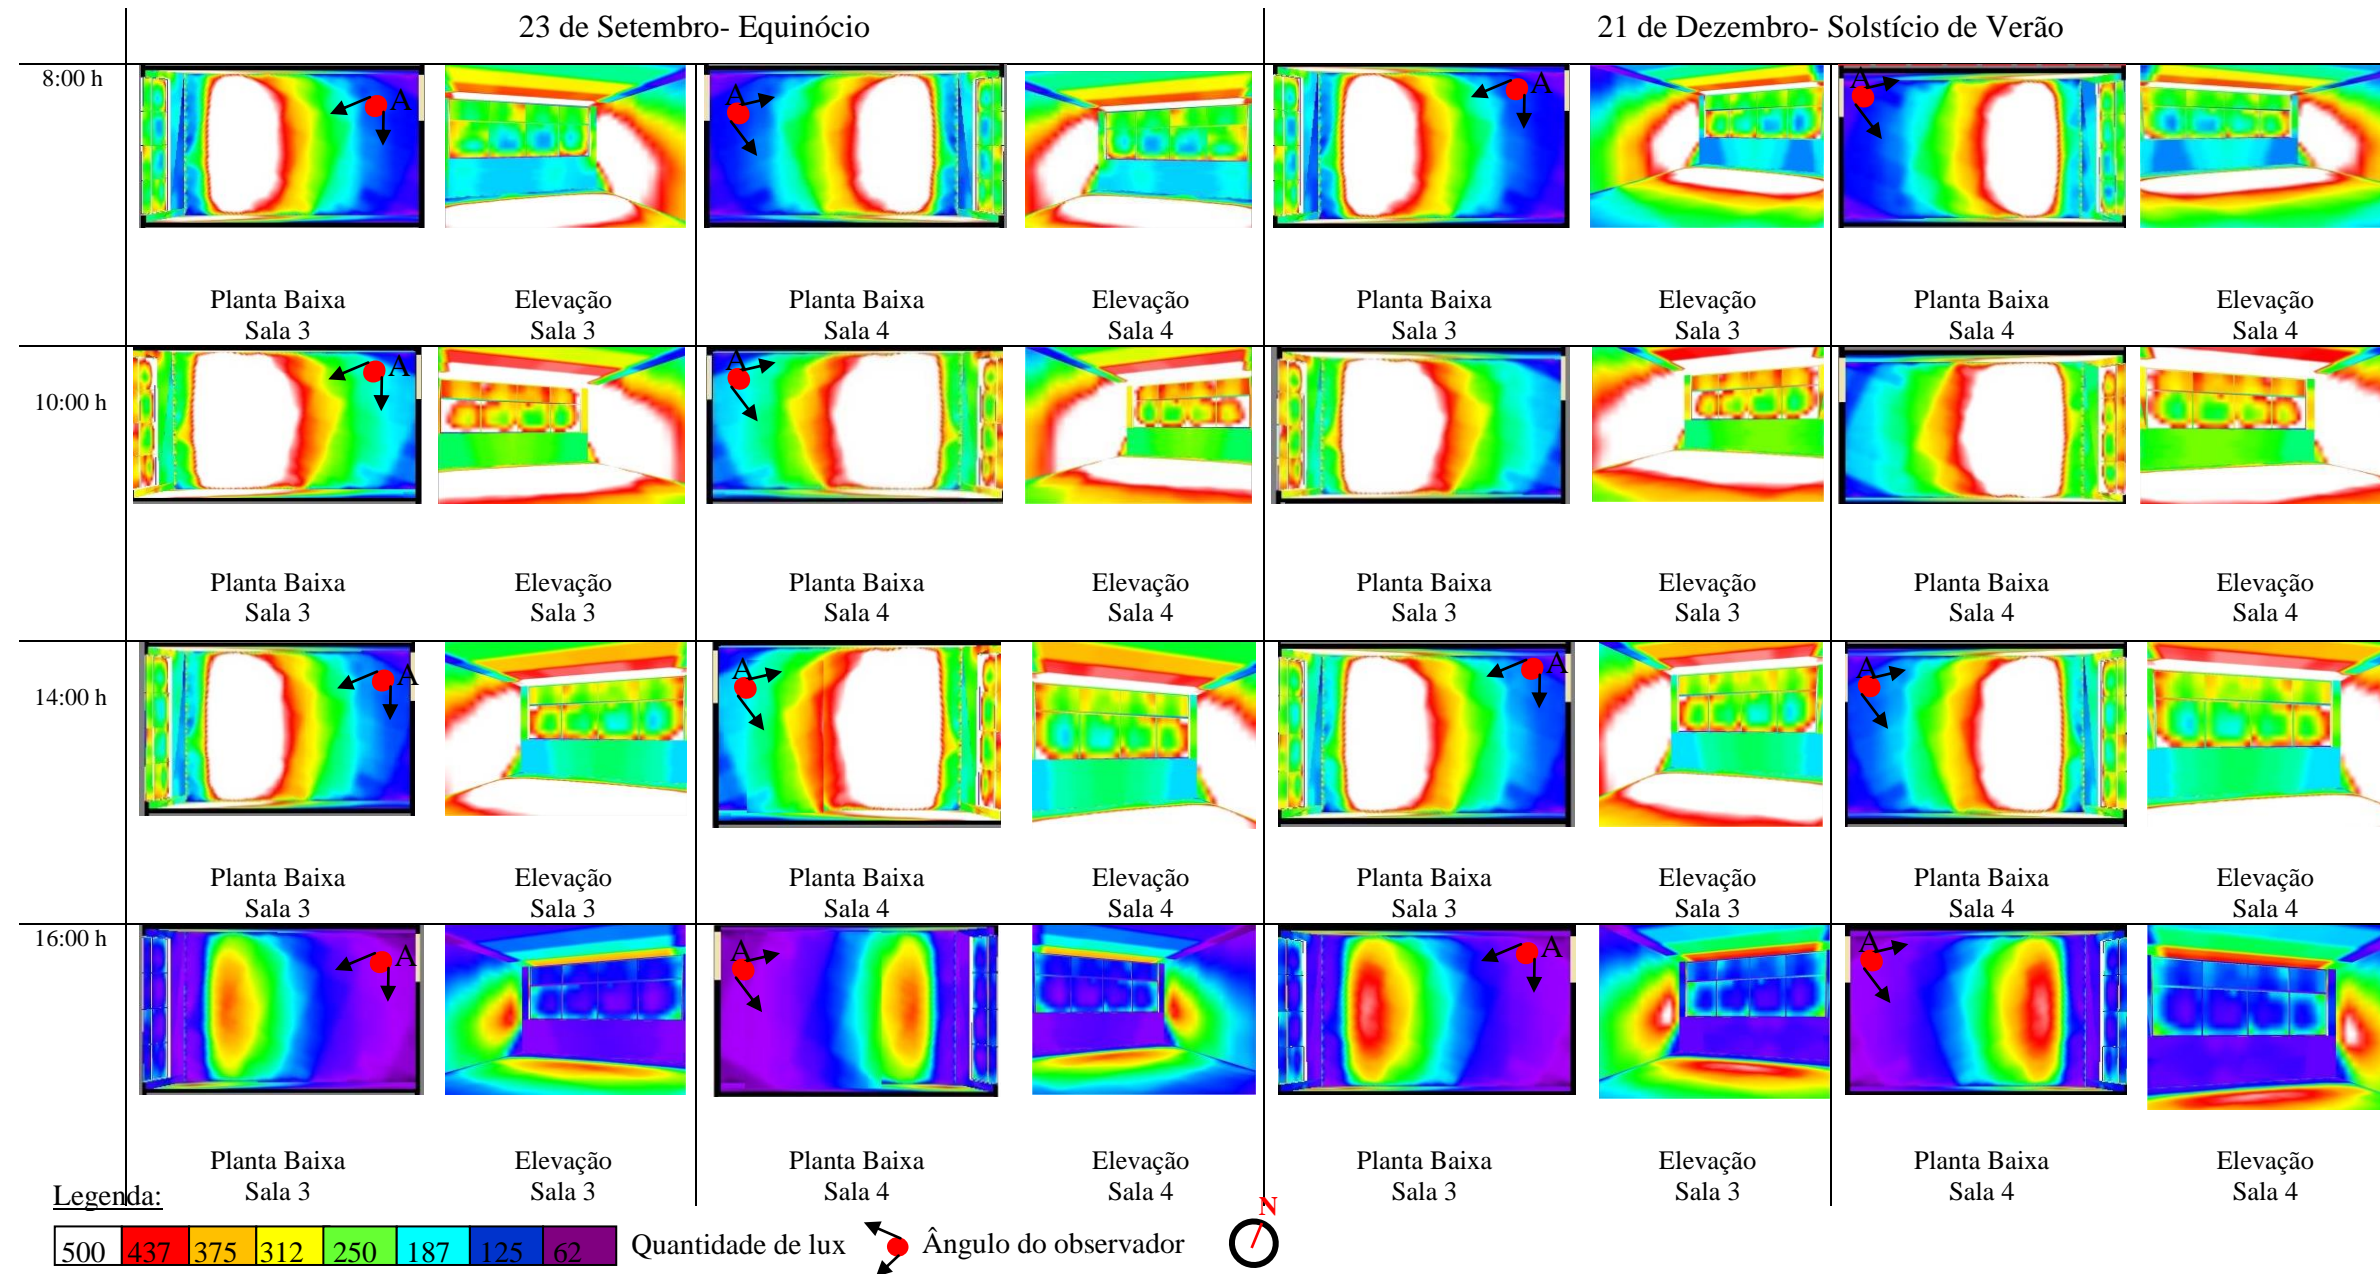 23 de Setembro- Equinócio
21 de Dezembro- Solstício de Verão
8:00 h
A
A
A
A
Planta Baixa
Sala 3
Elevação
Sala 3
Planta Baixa
Sala 4
Elevação
Sala 4
Planta Baixa
Sala 3
Elevação
Sala 3
Planta Baixa
Sala 4
Elevação
Sala 4
10:00 h
A
A
Planta Baixa
Sala 3
Elevação
Sala 3
Planta Baixa
Sala 4
Elevação
Sala 4
Planta Baixa
Sala 3
Elevação
Sala 3
Planta Baixa
Sala 4
Elevação
Sala 4
14:00 h
A
A
A
A
Planta Baixa
Sala 3
Elevação
Sala 3
Planta Baixa
Sala 4
Elevação
Sala 4
Planta Baixa
Sala 3
Elevação
Sala 3
Planta Baixa
Sala 4
Elevação
Sala 4
16:00 h
A
A
A
A
Planta Baixa
Sala 3
Elevação
Sala 3
Planta Baixa
Sala 4
Elevação
Sala 4
Planta Baixa
Sala 3
Elevação
Sala 3
Planta Baixa
Sala 4
Elevação
Sala 4
Legenda:
500 437 375 312 250 187 125 62 Quantidade de lux
Ângulo do observador
N